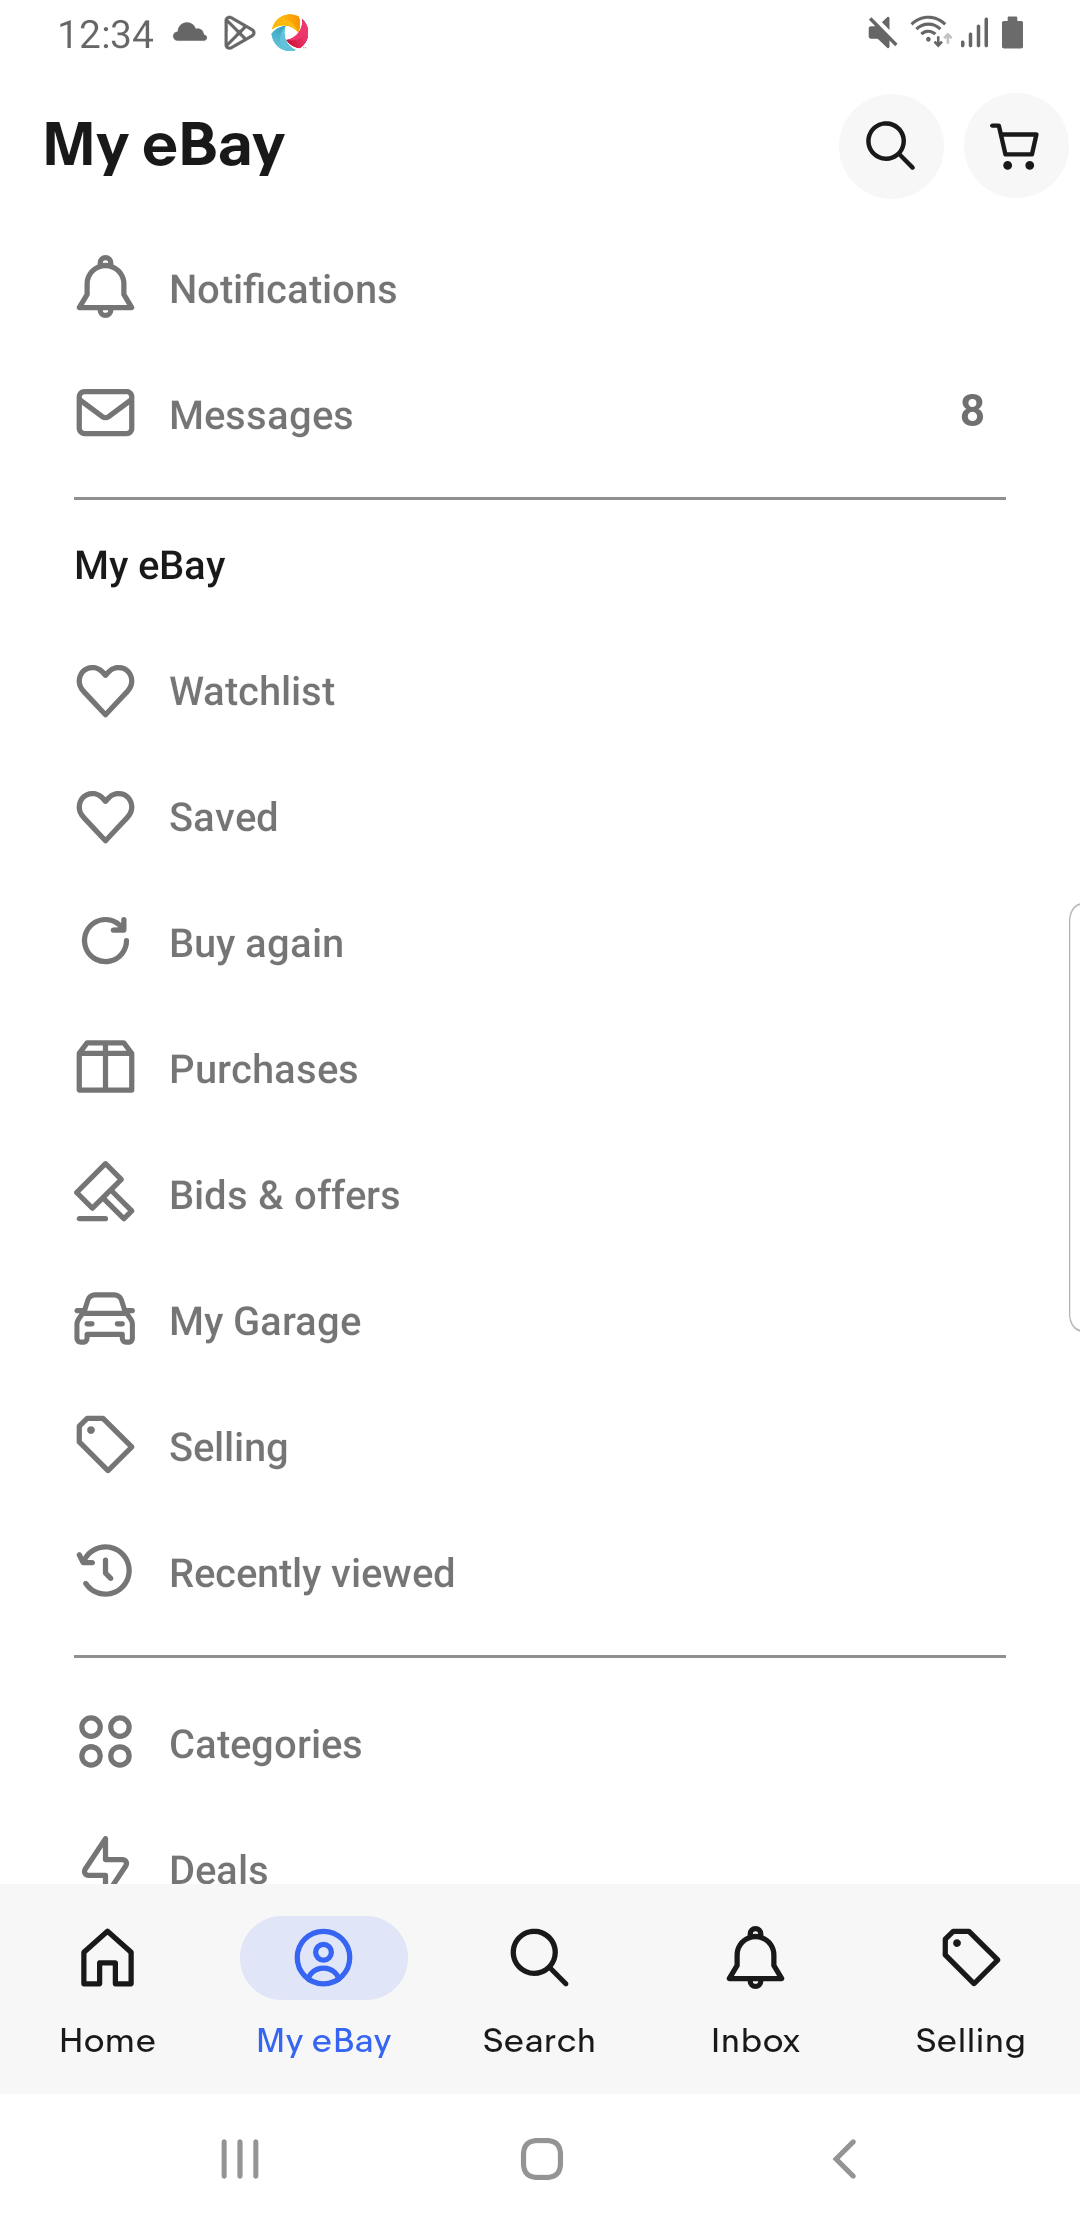 12:34
My eBay
Notifications
Messages 8
My eBay
Watchlist
Saved
Buy again
Purchases
Bids & offers
My Garage
Selling
Recently viewed
Categories
Deals
Home My eBay Search Inbox Selling